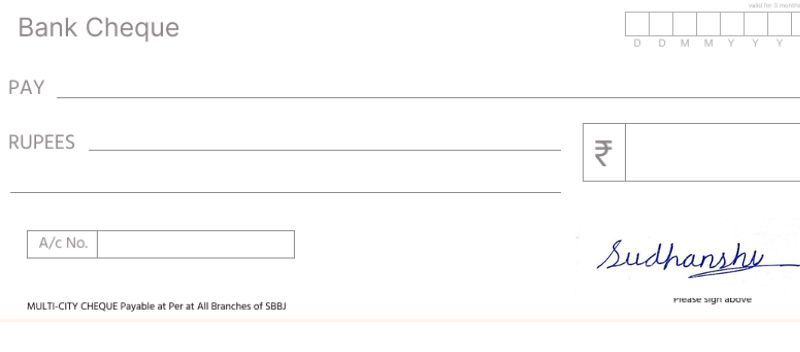 valid for 3 months
Bank Cheque
D D M M Y Y Y
PAY
RUPEES
₹
A/c No.
Sudhanshu
Please sign above
MULTI-CITY CHEQUE Payable at Per at All Branches of SBBJ